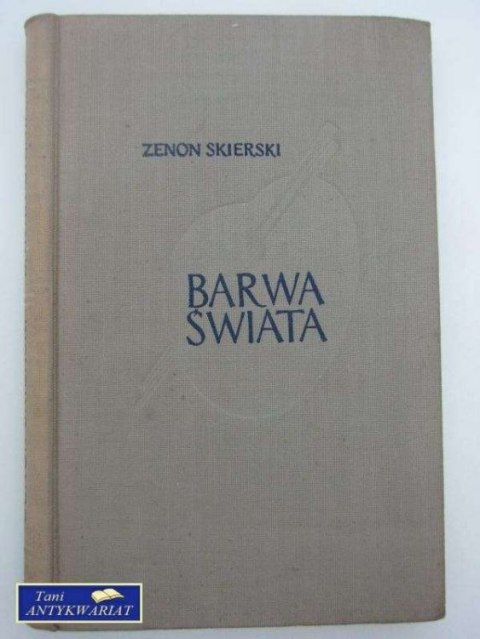 ZENON SKIERSKI
BARWA
ŚWIATA
Tani
ANTYKWARIAT